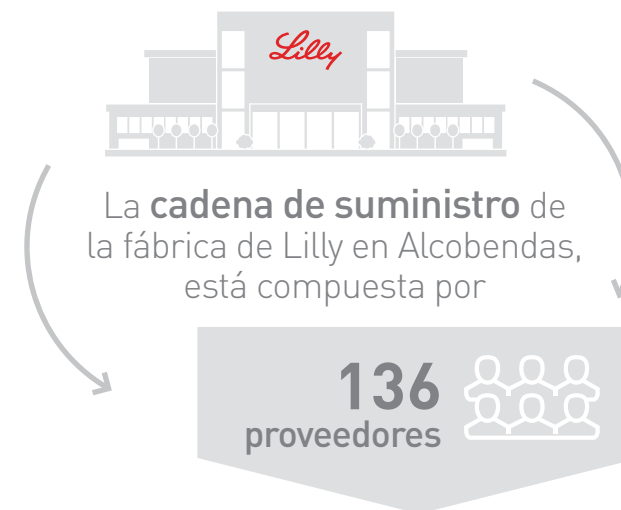 Lilly
La cadena de suministro de
la fábrica de Lilly en Alcobendas,
está compuesta por
136
proveedores